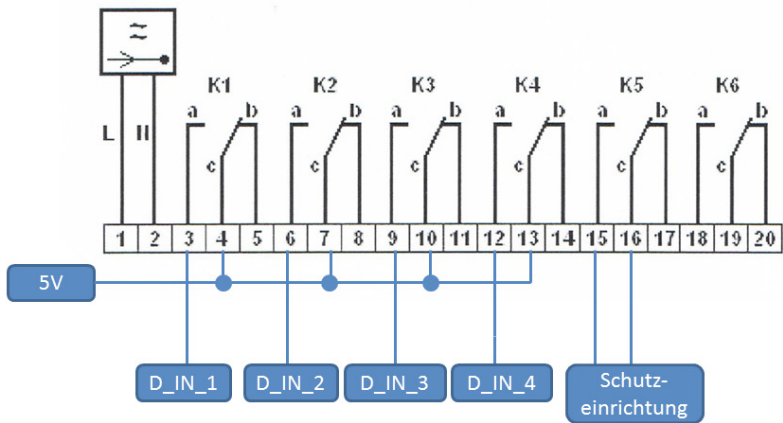 K1 K2 K3 K4 K5 K6
a b a b a b a b a b a b
L
c c c c c c
1 2 3 4 5 6 7 8 9 10 11 12 13 14 15 16 17 18 19 20
5V
D_IN_1 D_IN_2 D_IN_3 D_IN_4 Schutz-
einrichtung